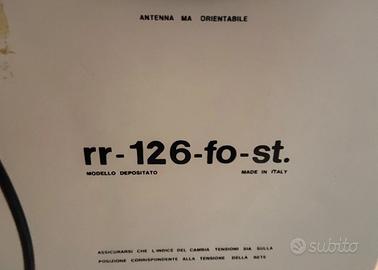 ANTENNA MA ORIENTABILE
rr-126-fo-st.
MODELLO DEPOSITATO MADE IN ITALY
ASSICURARSI CHE L'INDICE DEL CAMBIA TENSIONI SIA SULLA
POSIZIONE CORRISPONDENTE ALLA TENSIONE DELLA RETE
subito